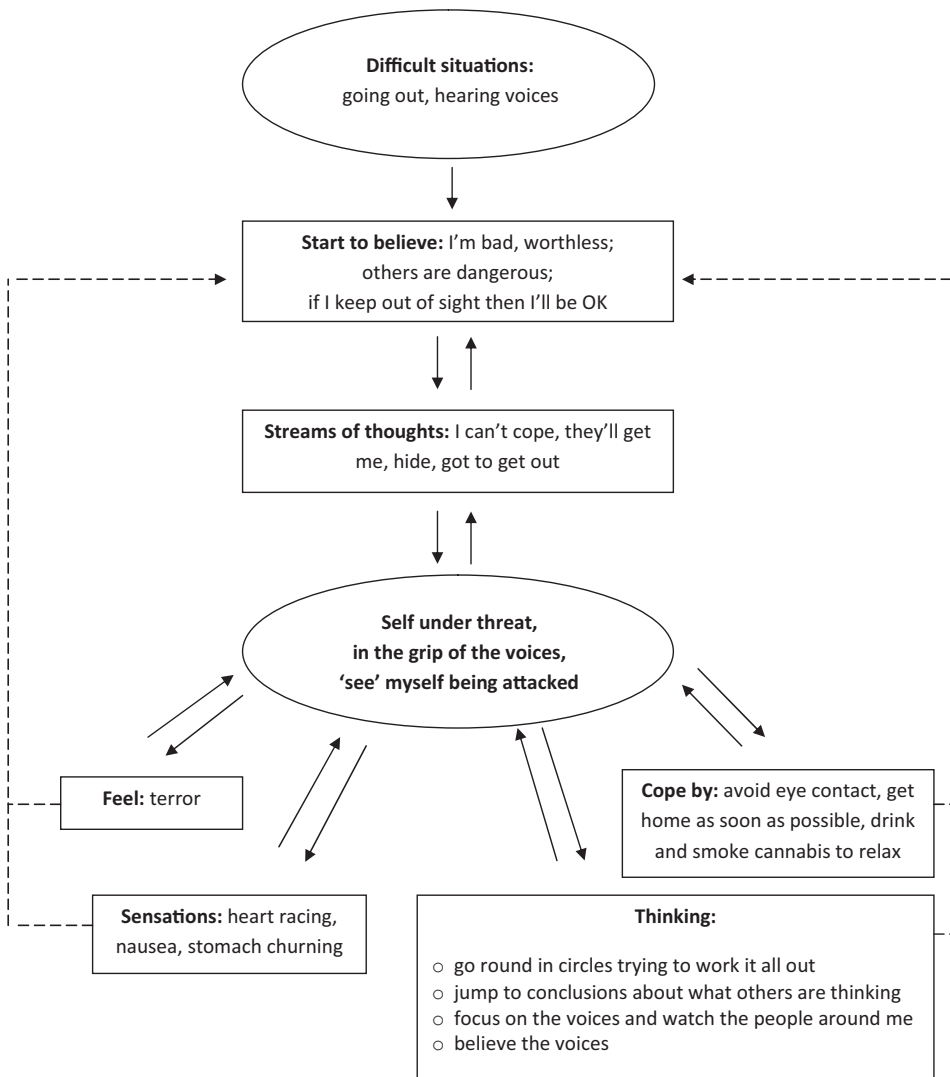 Difficult situations:
going out, hearing voices
Start to believe: I’m bad, worthless;
others are dangerous;
if I keep out of sight then I’ll be OK
Streams of thoughts: I can’t cope, they’ll get
me, hide, got to get out
Self under threat,
in the grip of the voices,
‘see’ myself being attacked
Feel: terror
Cope by: avoid eye contact, get
home as soon as possible, drink
and smoke cannabis to relax
Sensations: heart racing,
nausea, stomach churning
Thinking:
○ go round in circles trying to work it all out
○ jump to conclusions about what others are thinking
○ focus on the voices and watch the people around me
○ believe the voices